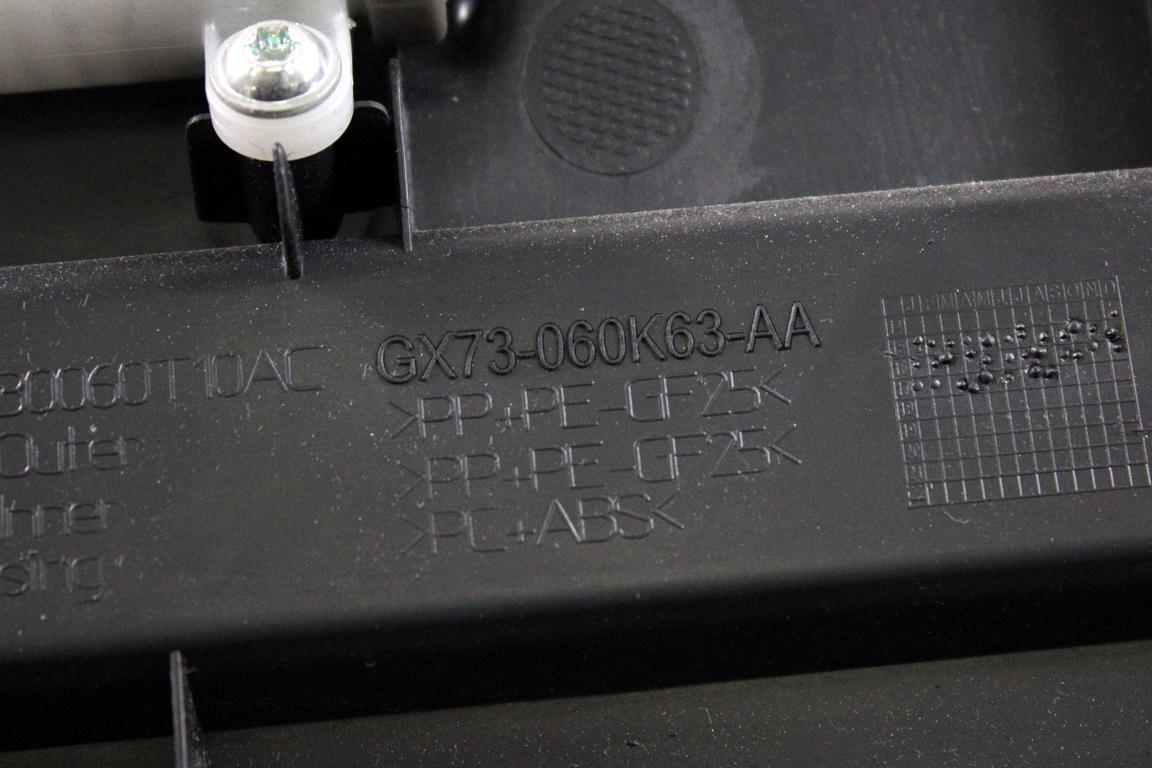 GX73-060K63-AA
30060T10AC >PP+PE-GF25<
Outer >PP+PE-GF25<
Inner >PC+ABS<
sing
J F M A M J J A S O N D